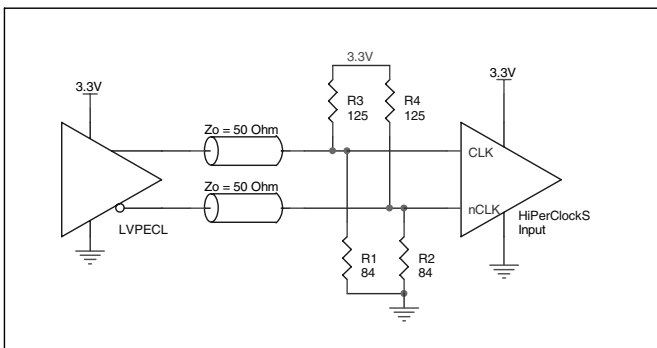 3.3V
3.3V
3.3V
R3
125
R4
125
Zo = 50 Ohm
CLK
Zo = 50 Ohm
nCLK
HiPerClockS
Input
LVPECL
R1
84
R2
84